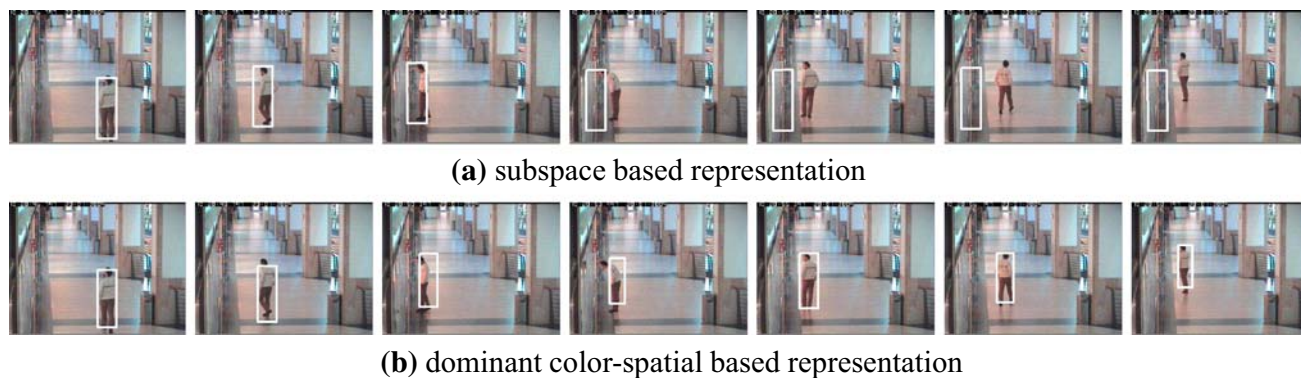 (a) subspace based representation
(b) dominant color-spatial based representation